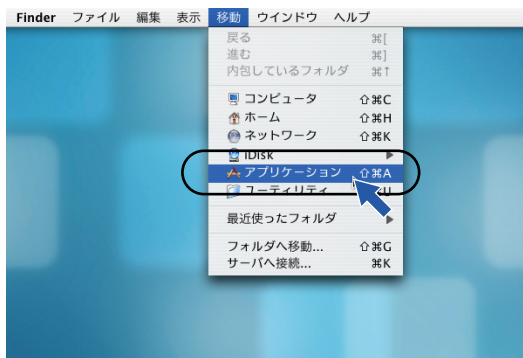 Finder ファイル 編集 表示 移動 ウインドウ ヘルプ
戻る ⌘[
進む ⌘]
内包しているフォルダ ⌘↑
コンピュータ ⇧⌘C
ホーム ⇧⌘H
ネットワーク ⇧⌘K
iDisk
アプリケーション ⇧⌘A
ユーティリティ U
最近使ったフォルダ
フォルダへ移動... ⇧⌘G
サーバへ接続... ⌘K